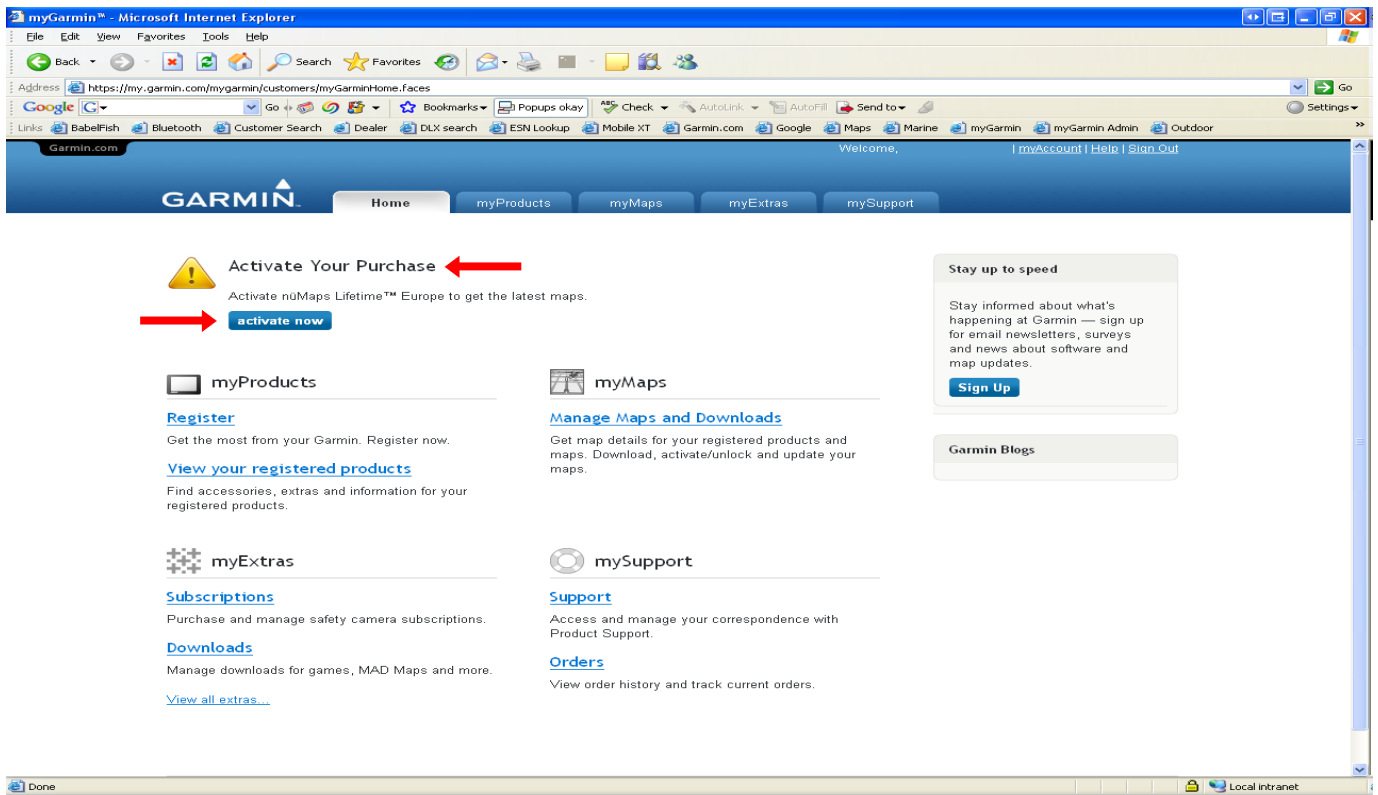 myGarmin™ - Microsoft Internet Explorer
File Edit View Favorites Tools Help
Back Search Favorites
Address https://my.garmin.com/mygarmin/customers/myGarminHome.faces Go
Google G Go Bookmarks Popups okay ABC Check AutoLink AutoFill Send to Settings
Links BabelFish Bluetooth Customer Search Dealer DLX search ESN Lookup Mobile XT Garmin.com Google Maps Marine myGarmin myGarmin Admin Outdoor »
Garmin.com Welcome, | myAccount | Help | Sign Out
GARMIN. Home myProducts myMaps myExtras mySupport
Activate Your Purchase
Activate nüMaps Lifetime™ Europe to get the latest maps.
activate now
myProducts
Register
Get the most from your Garmin. Register now.
View your registered products
Find accessories, extras and information for your
registered products.
myMaps
Manage Maps and Downloads
Get map details for your registered products and
maps. Download, activate/unlock and update your
maps.
myExtras
Subscriptions
Purchase and manage safety camera subscriptions.
Downloads
Manage downloads for games, MAD Maps and more.
View all extras...
mySupport
Support
Access and manage your correspondence with
Product Support.
Orders
View order history and track current orders.
Stay up to speed
Stay informed about what's
happening at Garmin — sign up
for email newsletters, surveys
and news about software and
map updates.
Sign Up
Garmin Blogs
Done Local intranet